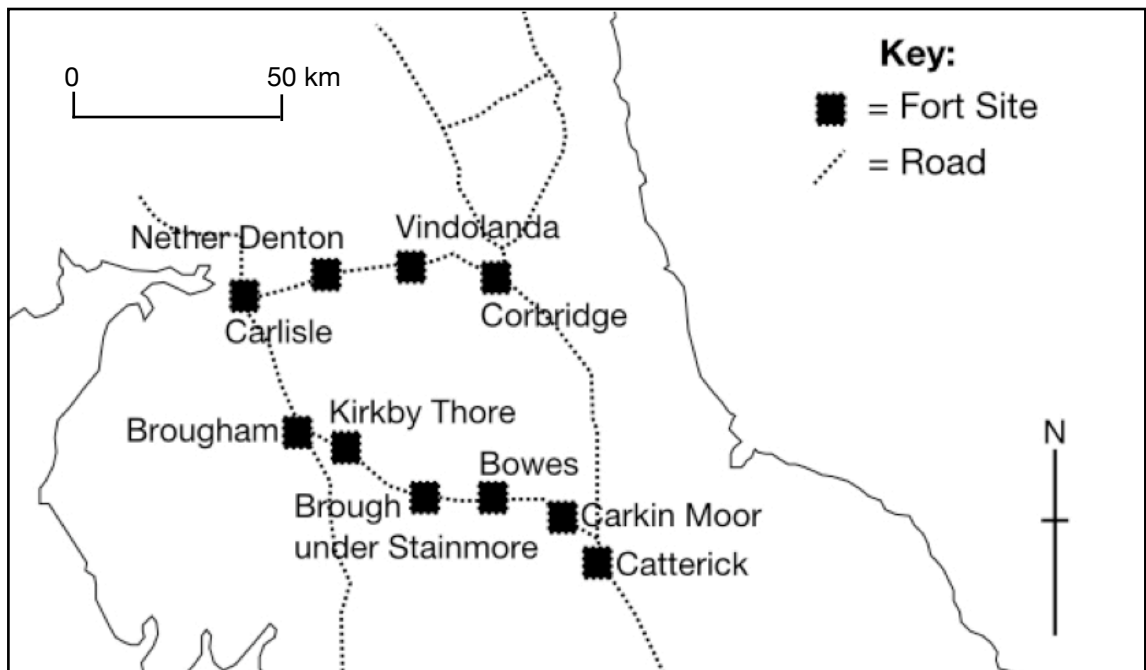 0 50 km
Key:
= Fort Site
= Road
Nether Denton
Vindolanda
Carlisle
Corbridge
Brougham
Kirkby Thore
Bowes
Brough
under Stainmore
Carkin Moor
Catterick
N